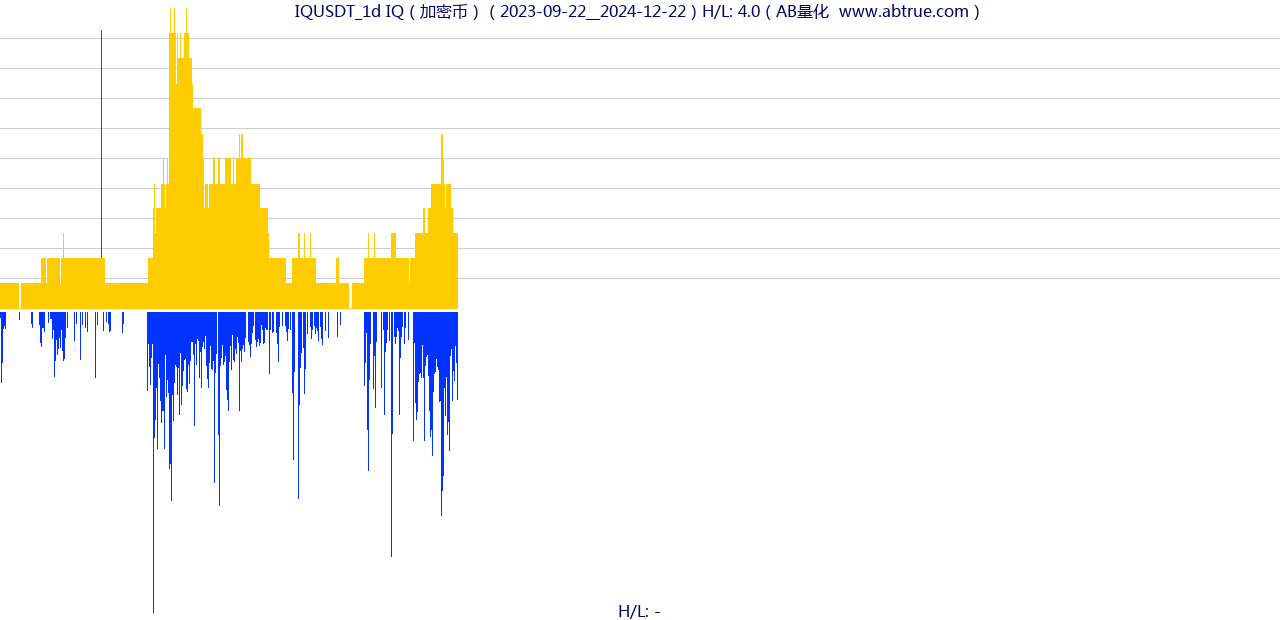 IQUSDT_1d IQ（加密币）（2023-09-22__2024-12-22）H/L: 4.0（AB量化  www.abtrue.com）
H/L: -